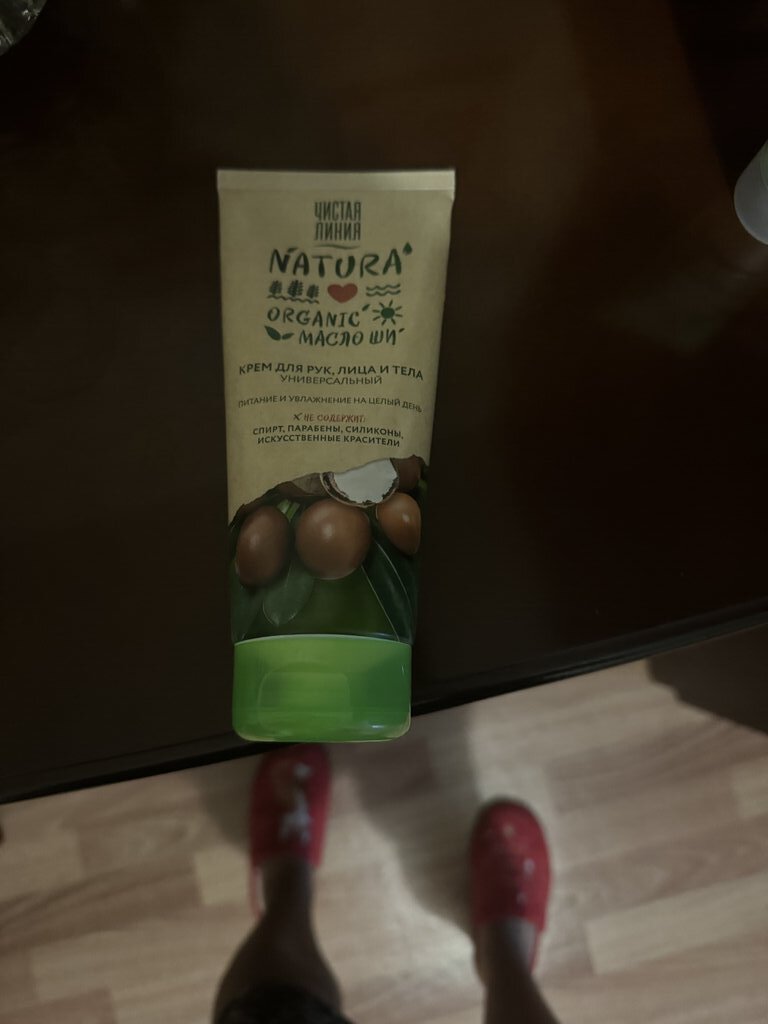 ЧИСТАЯ
ЛИНИЯ
NATURA
ORGANIC
МАСЛО ШИ
КРЕМ ДЛЯ РУК, ЛИЦА И ТЕЛА
УНИВЕРСАЛЬНЫЙ
ПИТАНИЕ И УВЛАЖНЕНИЕ НА ЦЕЛЫЙ ДЕНЬ
НЕ СОДЕРЖИТ:
СПИРТ, ПАРАБЕНЫ, СИЛИКОНЫ,
ИСКУССТВЕННЫЕ КРАСИТЕЛИ